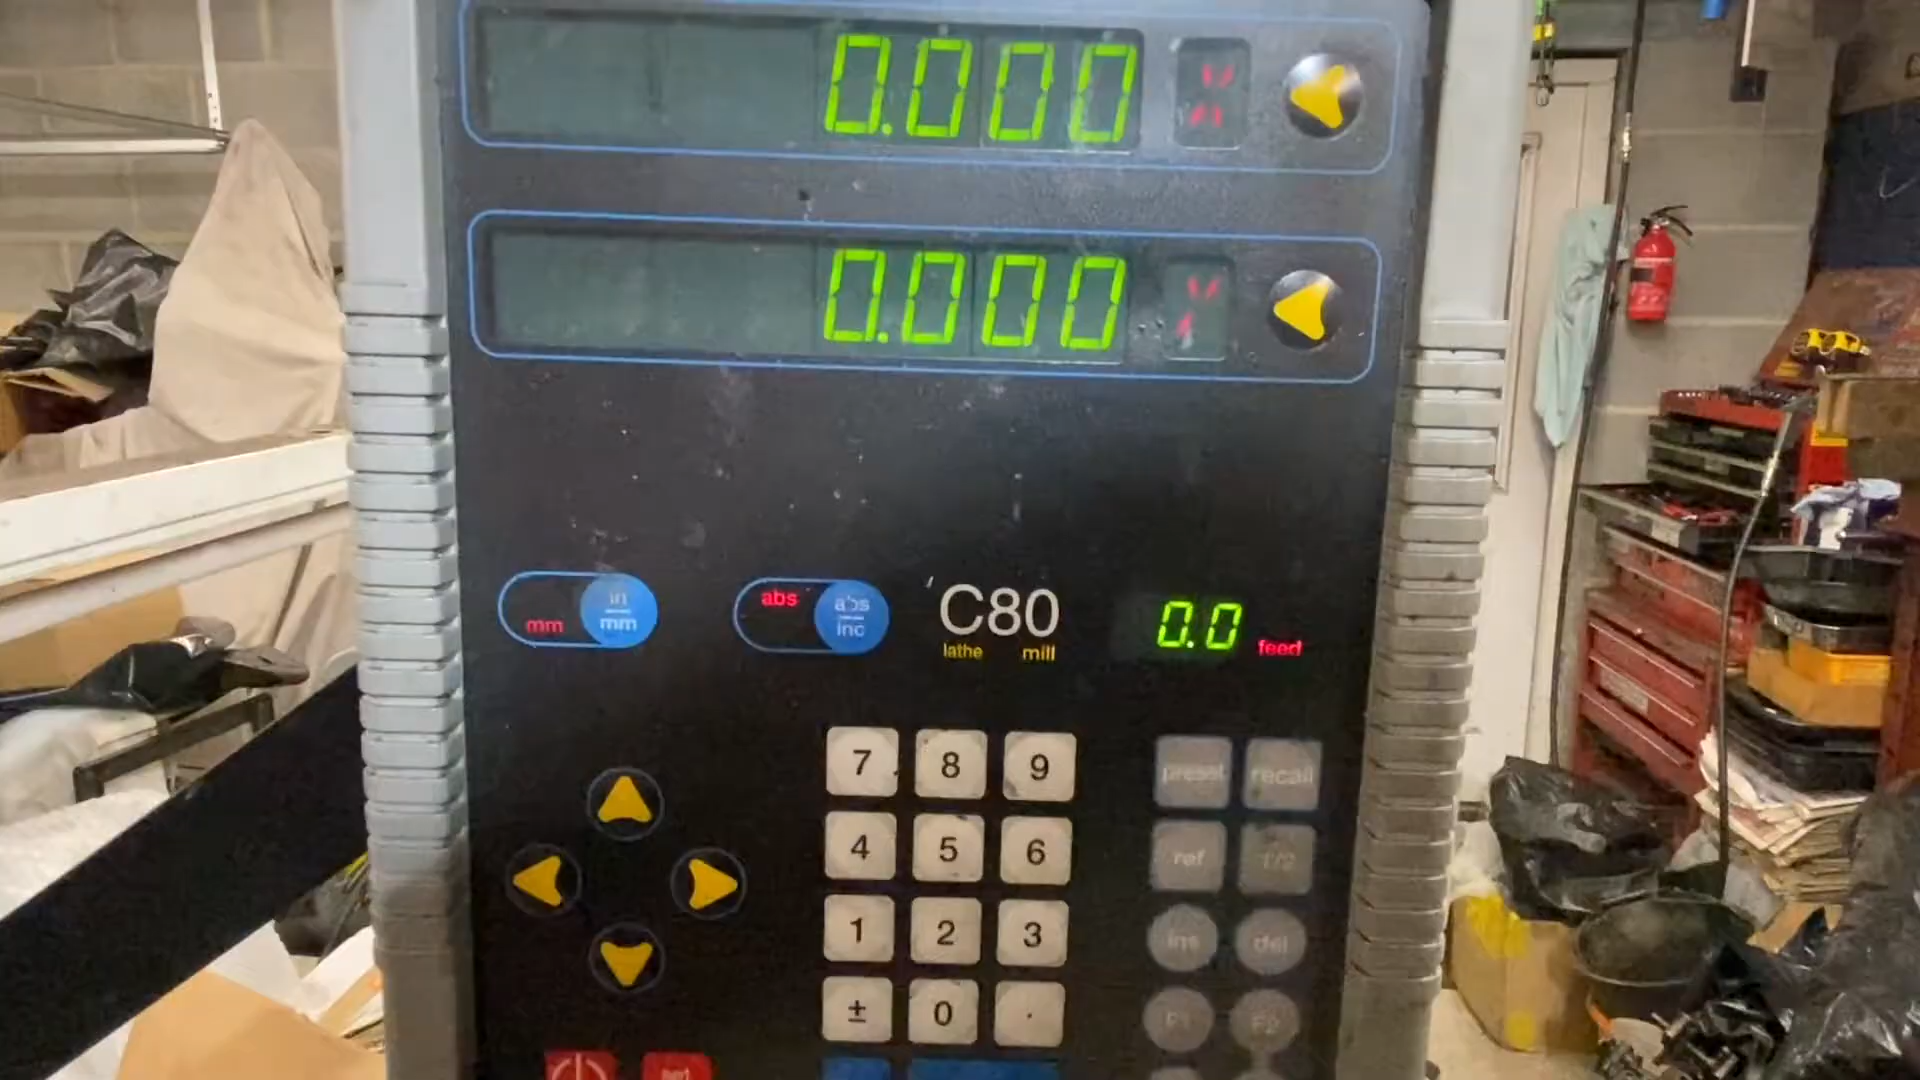 0.000
0.000
mm
in
mm
abs
abs
inc
C80
lathe mill
0.0 feed
7 8 9
preset recall
4 5 6
ref 1/2
1 2 3
ins del
± 0 .
F1 F2